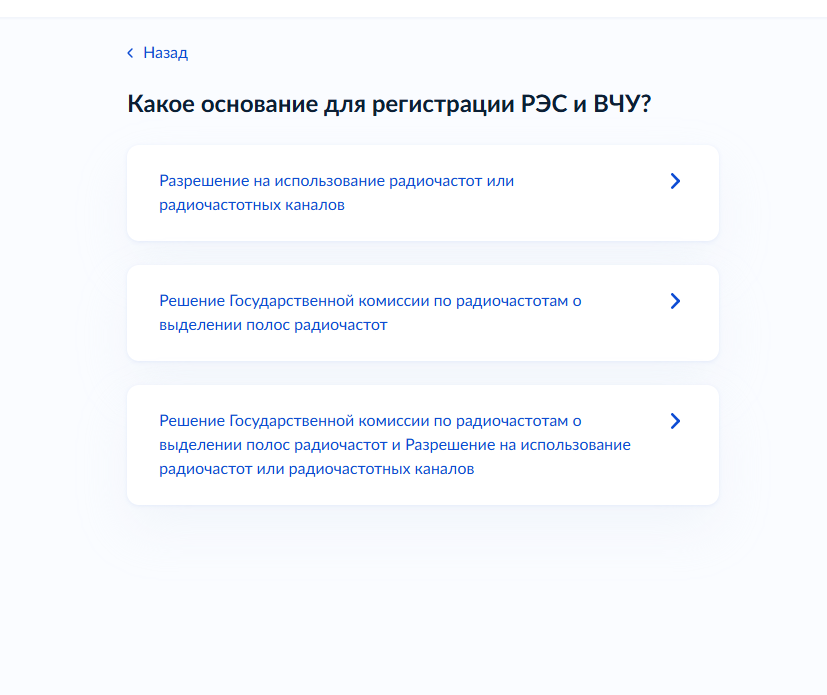 Назад
Какое основание для регистрации РЭС и ВЧУ?
Разрешение на использование радиочастот или
радиочастотных каналов
Решение Государственной комиссии по радиочастотам о
выделении полос радиочастот
Решение Государственной комиссии по радиочастотам о
выделении полос радиочастот и Разрешение на использование
радиочастот или радиочастотных каналов